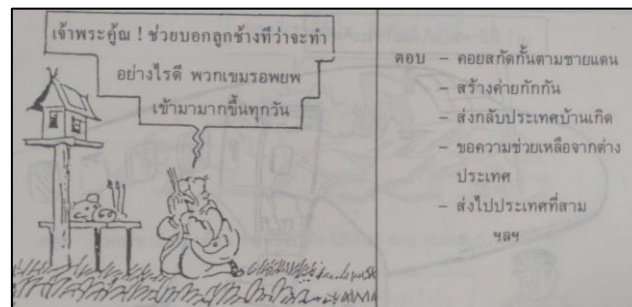 เจ้าพระคู้ณ ! ช่วยบอกลูกช้างทีว่าจะทำ
อย่างไรดี พวกเขมรอพยพ
เข้ามามากขึ้นทุกวัน
ตอบ – คอยสกัดกั้นตามชายแดน
– สร้างค่ายกักกัน
– ส่งกลับประเทศบ้านเกิด
– ขอความช่วยเหลือจากต่าง
ประเทศ
– ส่งไปประเทศที่สาม
ฯลฯ